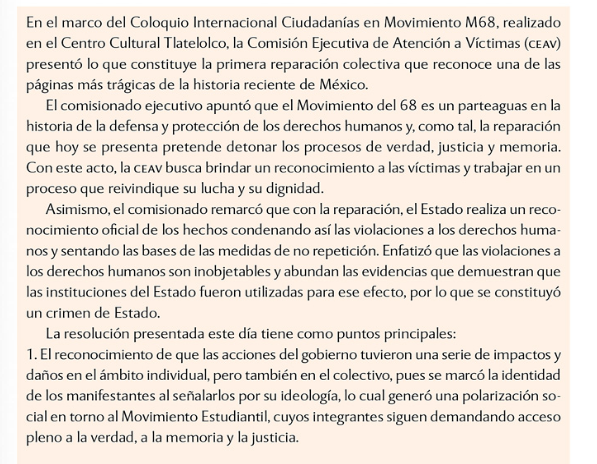 En el marco del Coloquio Internacional Ciudadanías en Movimiento M68, realizado
en el Centro Cultural Tlatelolco, la Comisión Ejecutiva de Atención a Víctimas (CEAV)
presentó lo que constituye la primera reparación colectiva que reconoce una de las
páginas más trágicas de la historia reciente de México.
El comisionado ejecutivo apuntó que el Movimiento del 68 es un parteaguas en la
historia de la defensa y protección de los derechos humanos y, como tal, la reparación
que hoy se presenta pretende detonar los procesos de verdad, justicia y memoria.
Con este acto, la CEAV busca brindar un reconocimiento a las víctimas y trabajar en un
proceso que reivindique su lucha y su dignidad.
Asimismo, el comisionado remarcó que con la reparación, el Estado realiza un reco-
nocimiento oficial de los hechos condenando así las violaciones a los derechos huma-
nos y sentando las bases de las medidas de no repetición. Enfatizó que las violaciones a
los derechos humanos son inobjetables y abundan las evidencias que demuestran que
las instituciones del Estado fueron utilizadas para ese efecto, por lo que se constituyó
un crimen de Estado.
La resolución presentada este día tiene como puntos principales:
1. El reconocimiento de que las acciones del gobierno tuvieron una serie de impactos y
daños en el ámbito individual, pero también en el colectivo, pues se marcó la identidad
de los manifestantes al señalarlos por su ideología, lo cual generó una polarización so-
cial en torno al Movimiento Estudiantil, cuyos integrantes siguen demandando acceso
pleno a la verdad, a la memoria y la justicia.